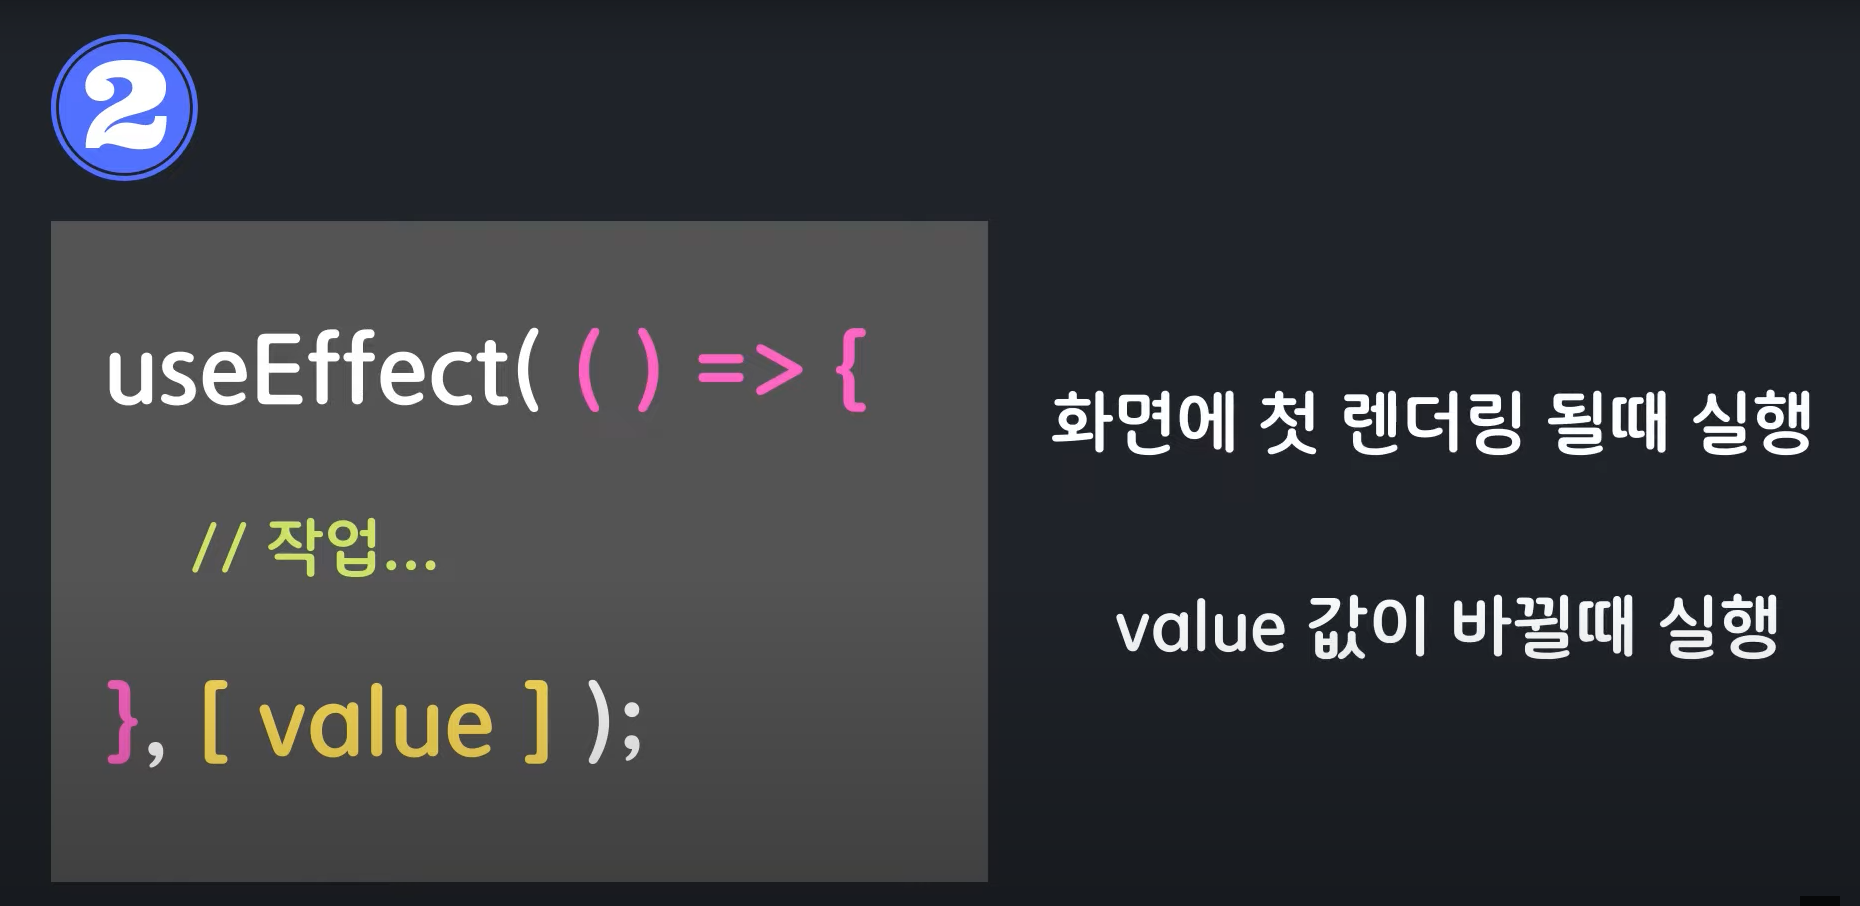 2
useEffect( ( ) => {
// 작업...
}, [ value ] );
화면에 첫 렌더링 될때 실행
value 값이 바뀔때 실행